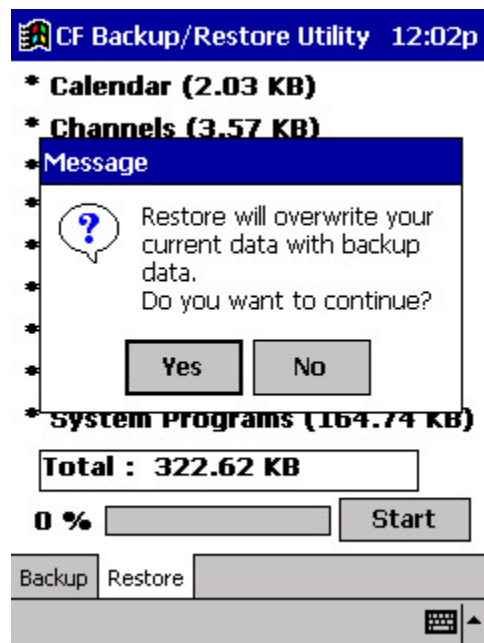 CF Backup/Restore Utility 12:02p
* Calendar (2.03 KB)
* Channels (3.57 KB)
*
Message
*
?
Restore will overwrite your
*
current data with backup
data.
*
Do you want to continue?
*
*
Yes No
* System Programs (164.74 KB)
Total : 322.62 KB
0 % Start
Backup Restore